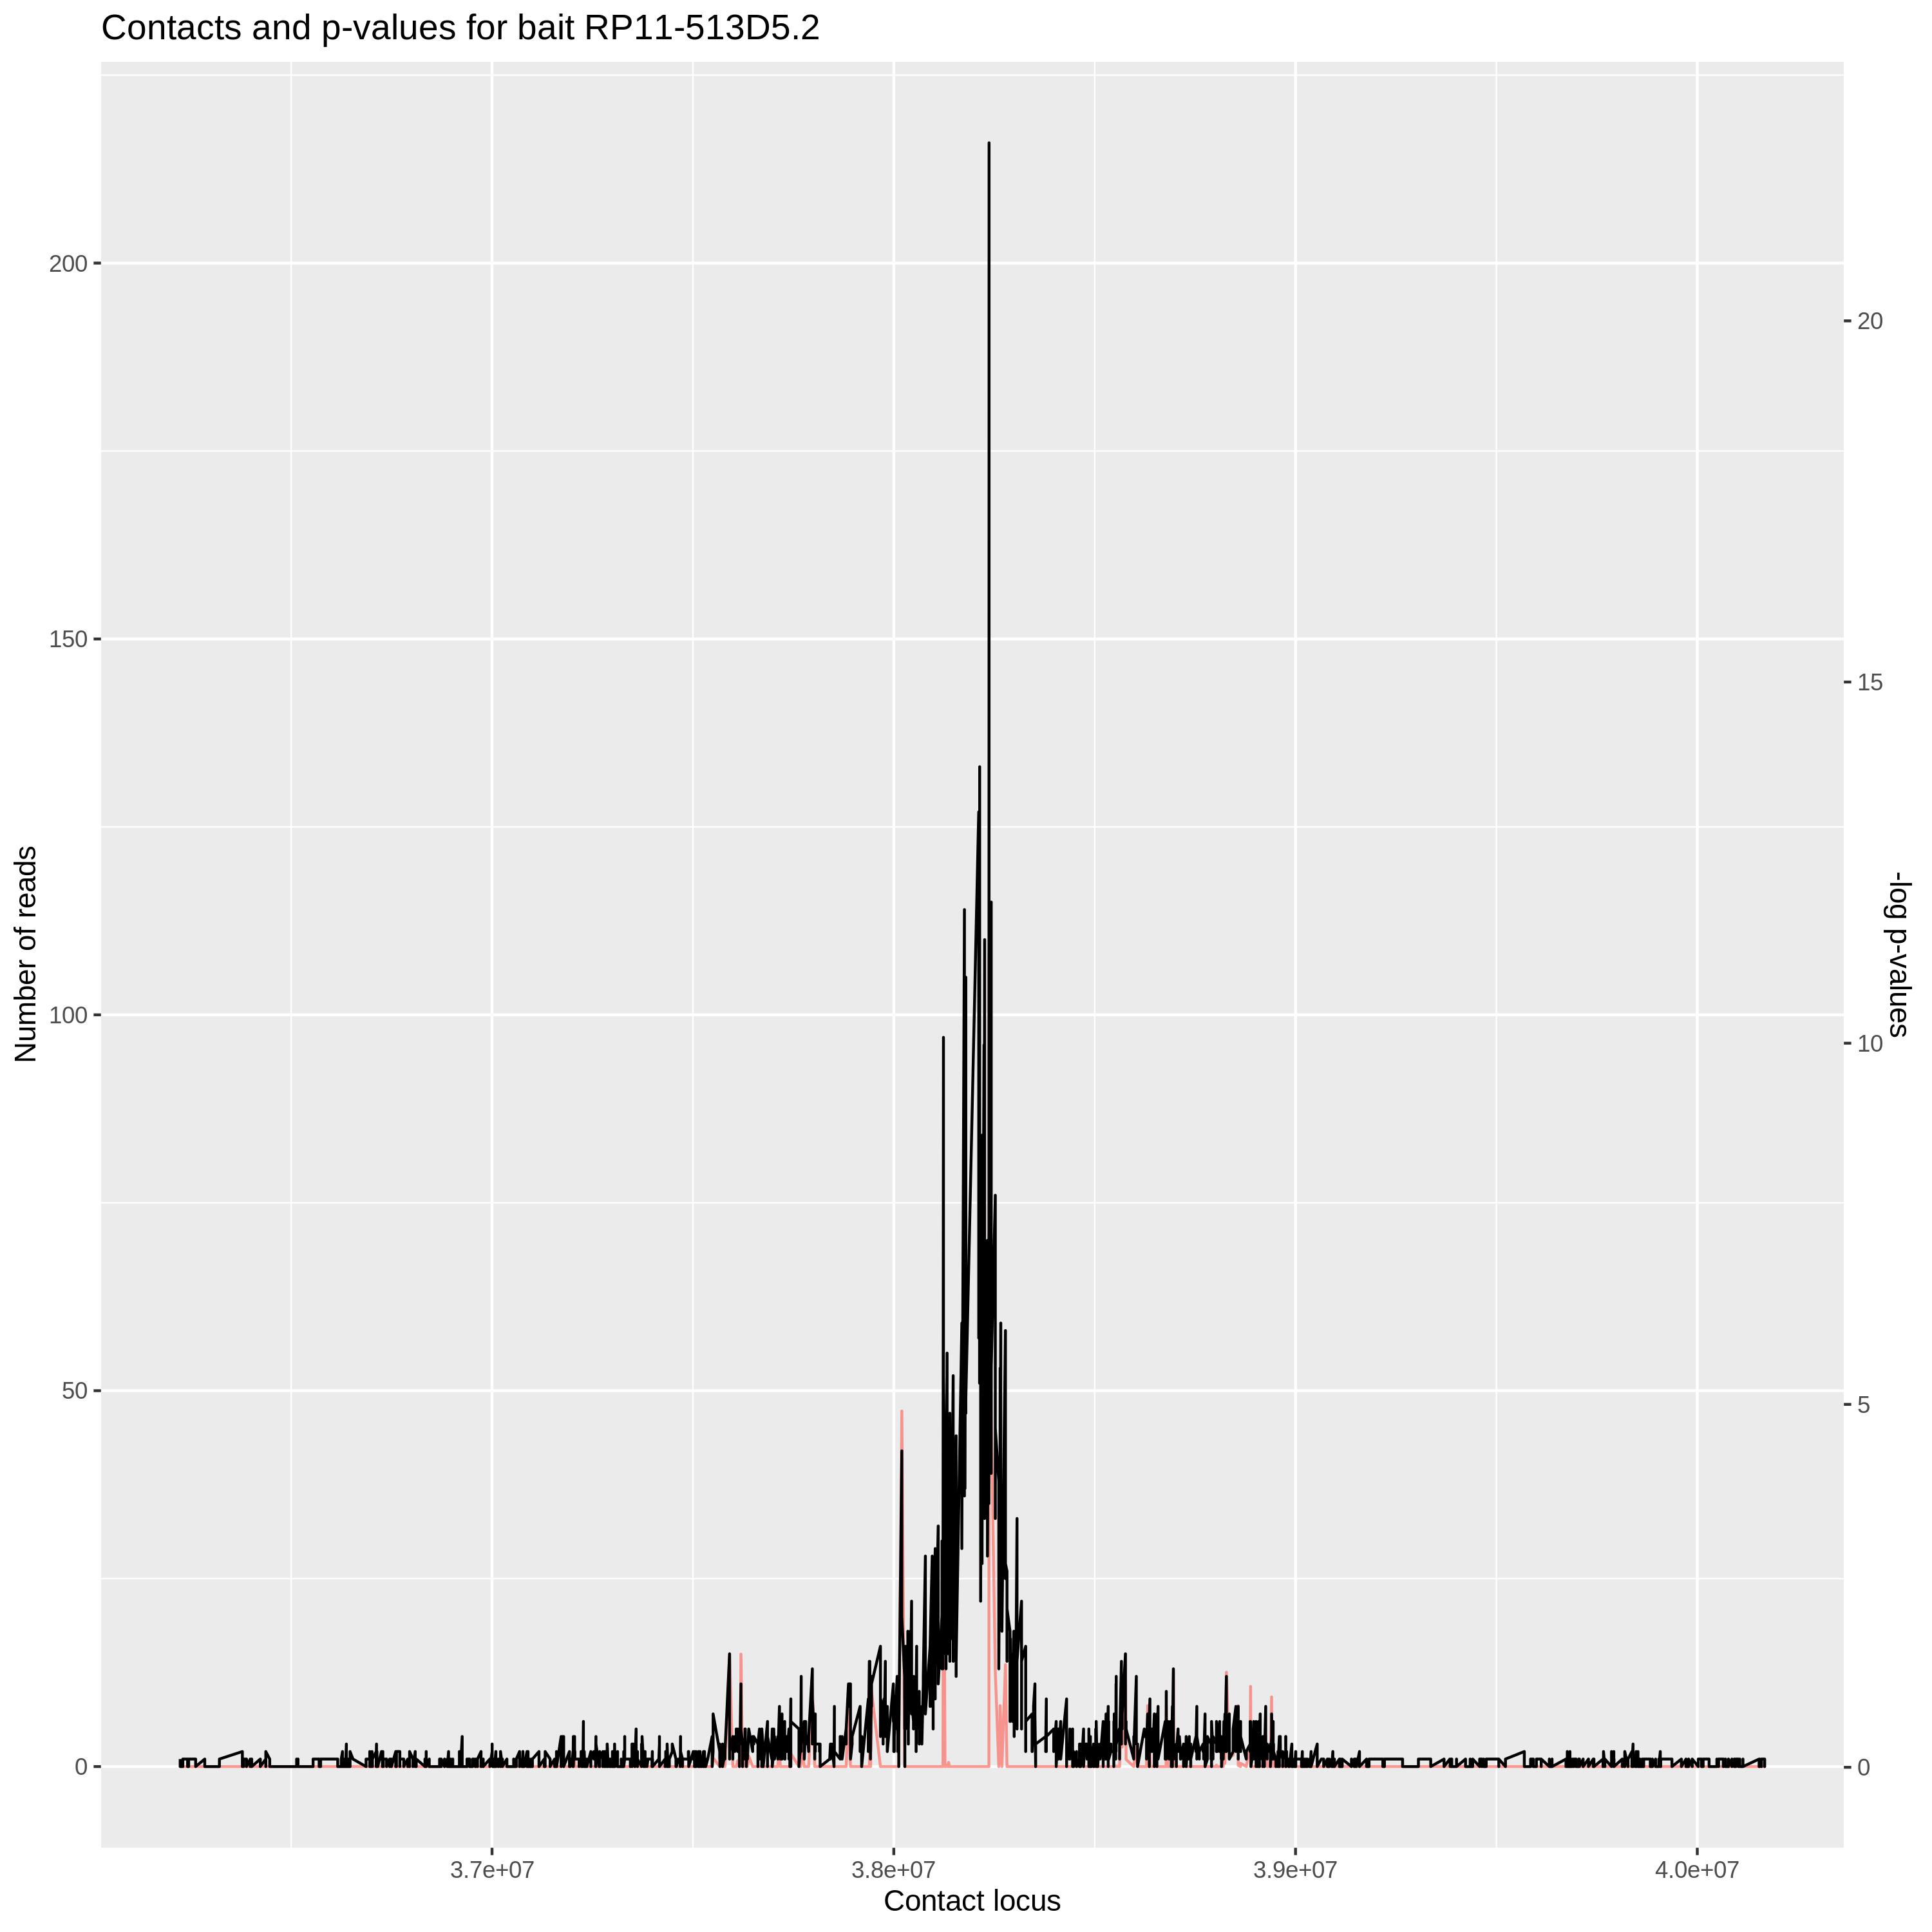 Contacts and p-values for bait RP11-513D5.2
Number of reads
200
150
100
50
0
20
15
10
5
0
-log p-values
3.7e+07 3.8e+07 3.9e+07 4.0e+07
Contact locus